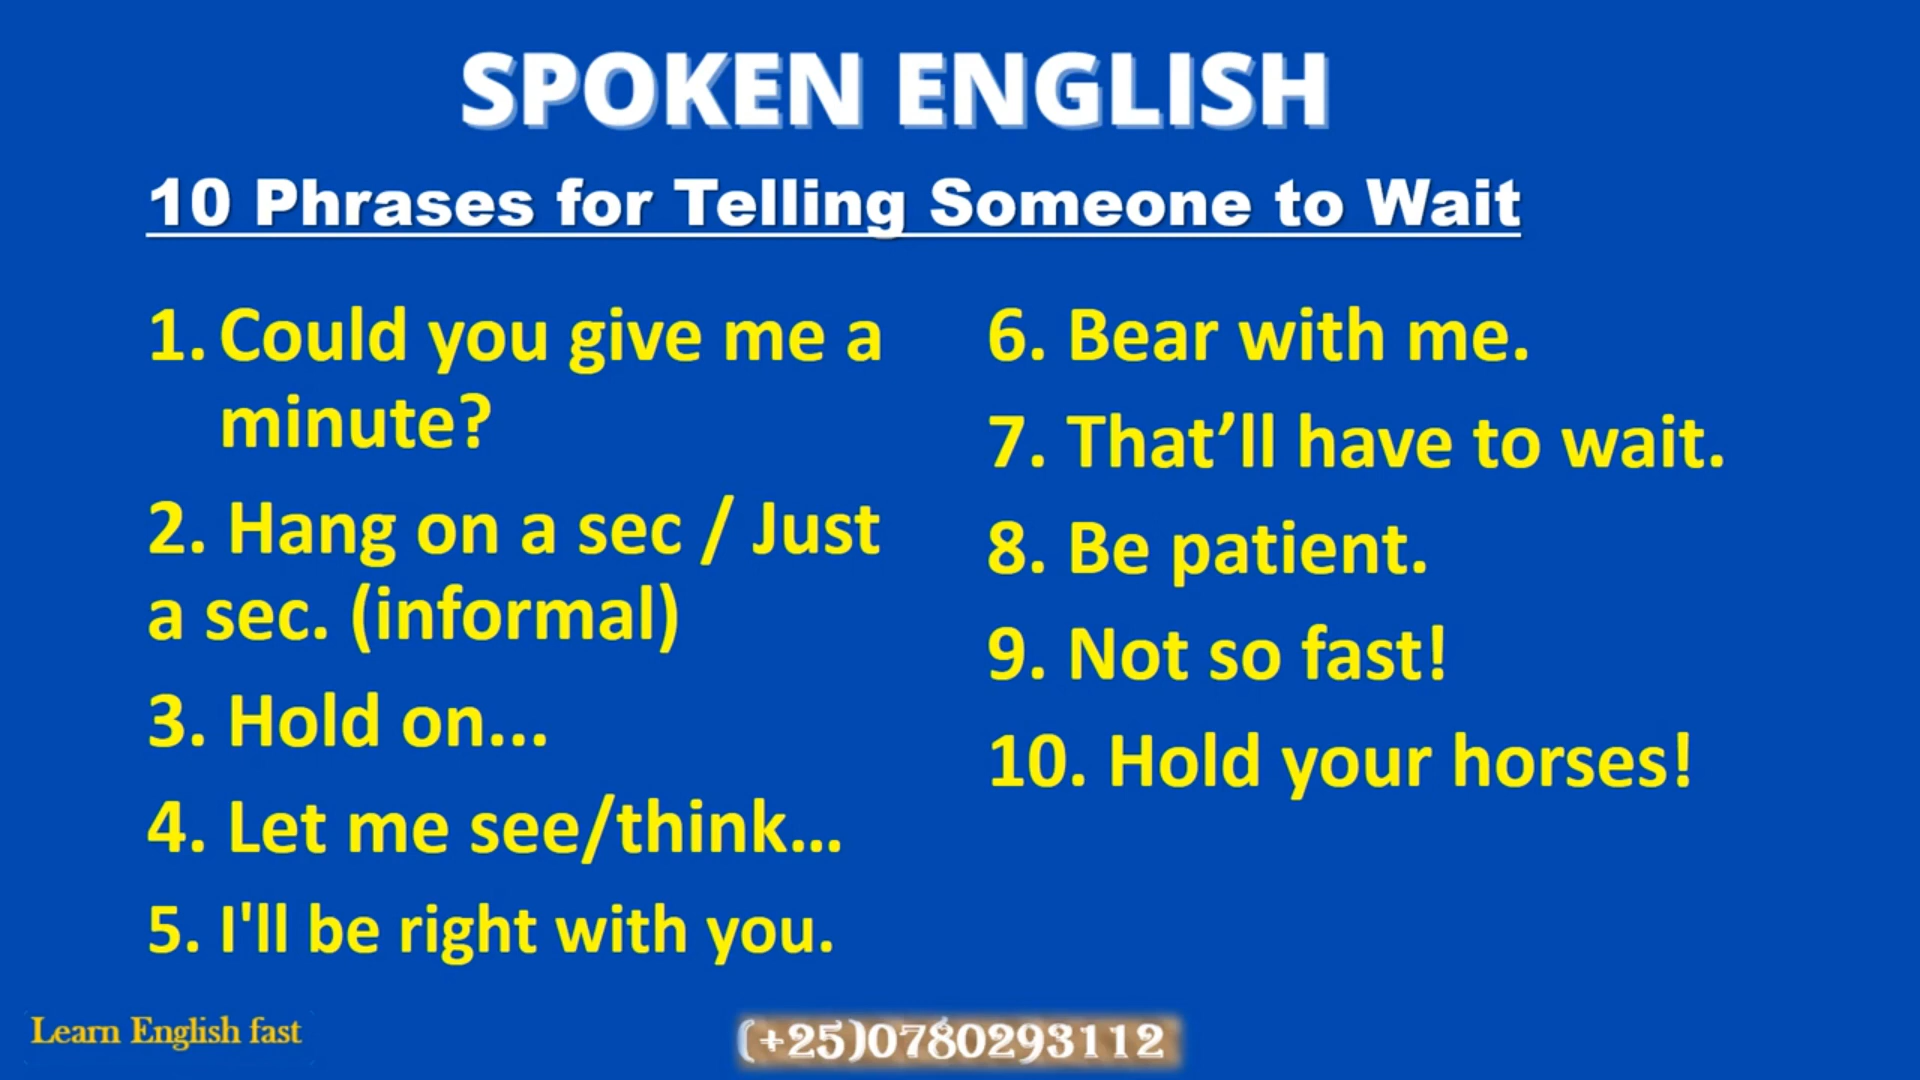 SPOKEN ENGLISH
10 Phrases for Telling Someone to Wait
1. Could you give me a
minute?
2. Hang on a sec / Just
a sec. (informal)
3. Hold on...
4. Let me see/think...
5. I'll be right with you.
6. Bear with me.
7. That’ll have to wait.
8. Be patient.
9. Not so fast!
10. Hold your horses!
Learn English fast
(+25)0780293112